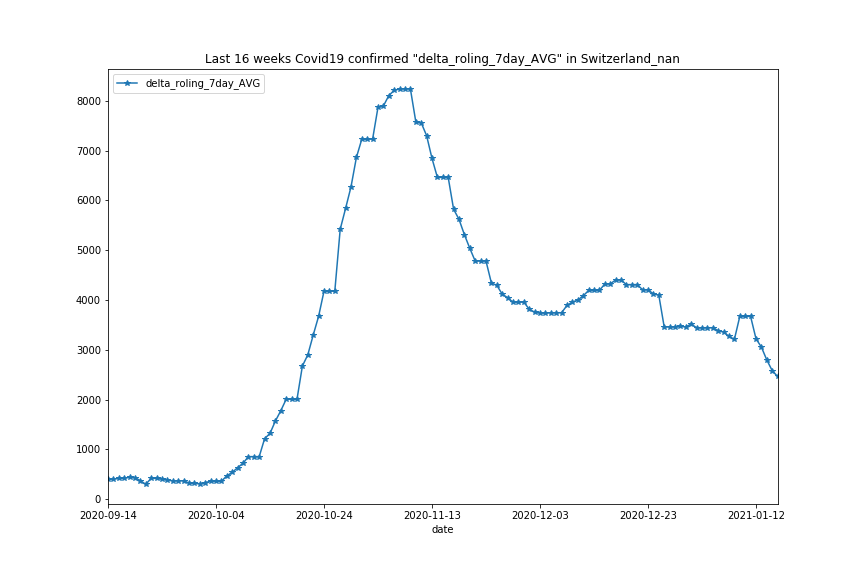 Last 16 weeks Covid19 confirmed "delta_roling_7day_AVG" in Switzerland_nan
delta_roling_7day_AVG
8000
7000
6000
5000
4000
3000
2000
1000
0
2020-09-14 2020-10-04 2020-10-24 2020-11-13 2020-12-03 2020-12-23 2021-01-12
date